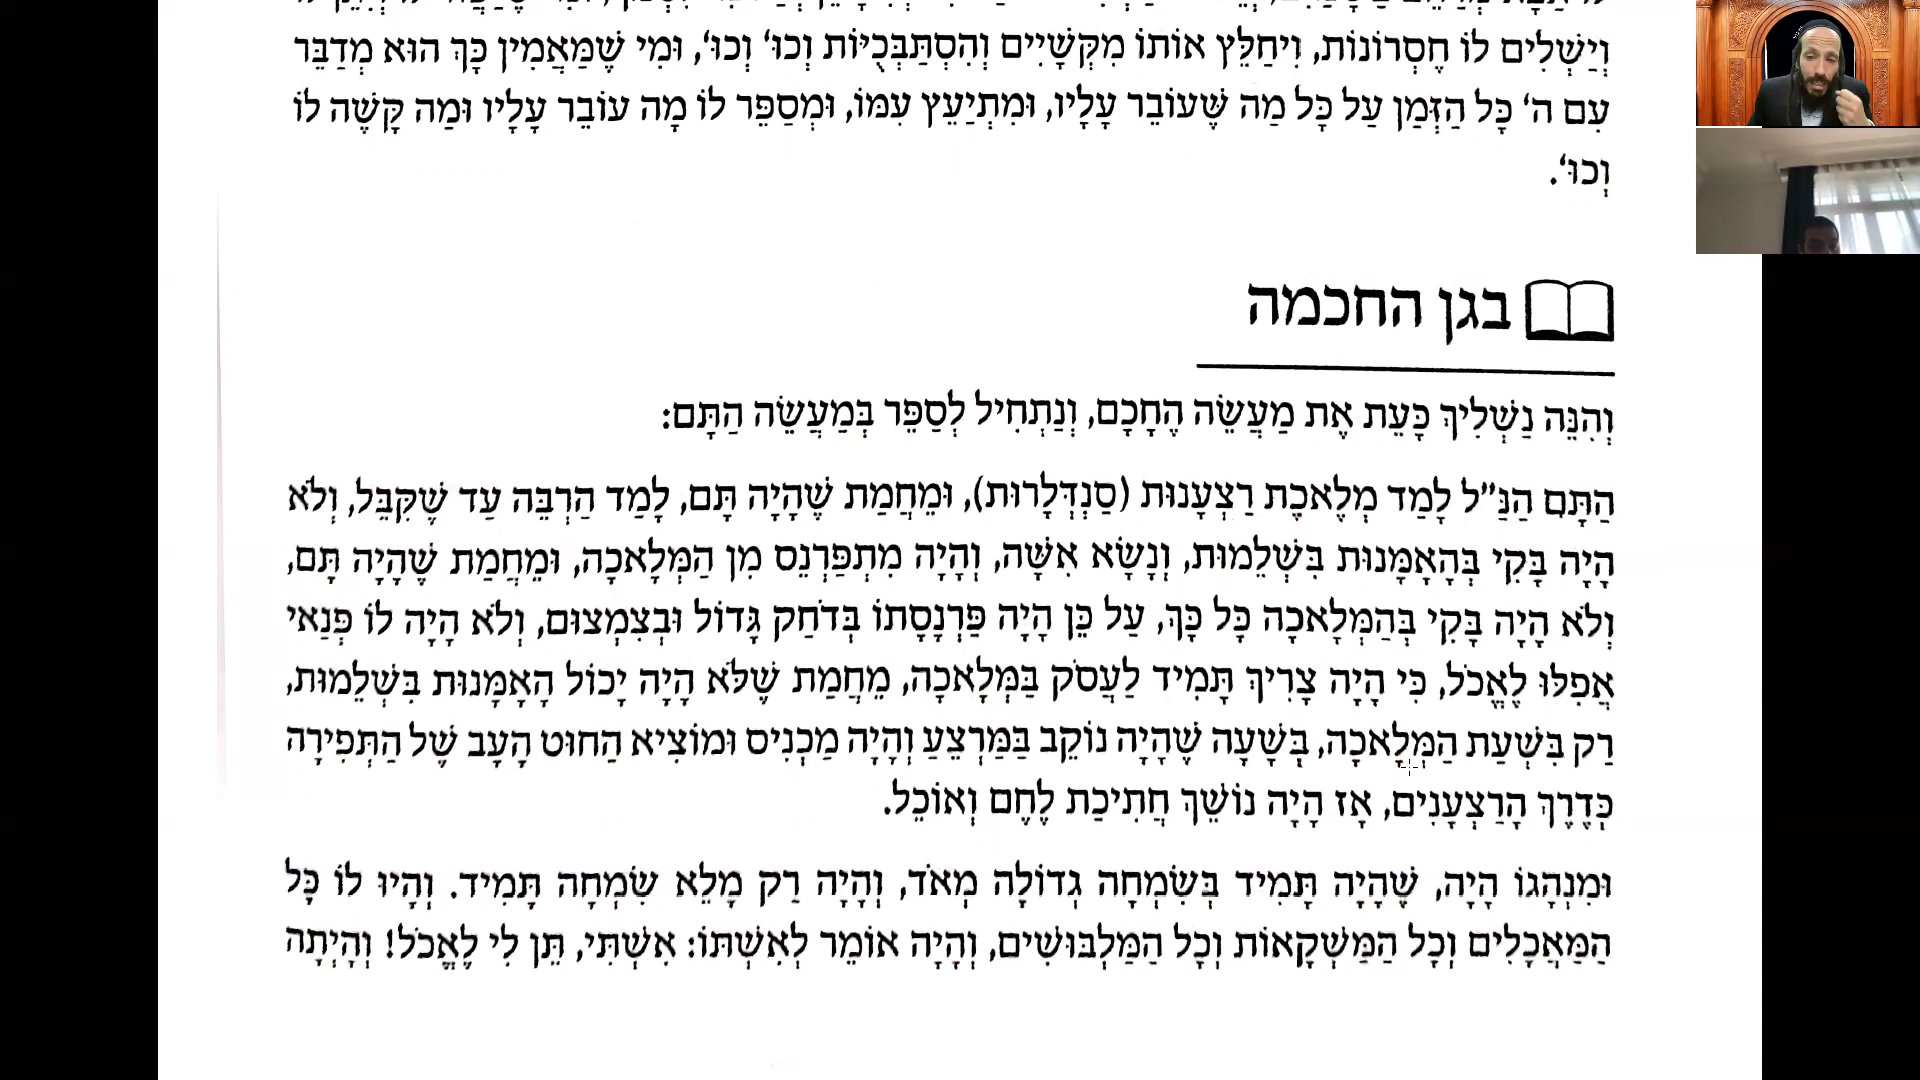 וְיַשְׁלִים לוֹ חֶסְרוֹנוֹת, וִיחַלֵּץ אוֹתוֹ מִקְּשָׁיִים וְהִסְתַּבְּכֻיּוֹת וְכוּ' וְכוּ', וּמִי שֶׁמַּאֲמִין כָּךְ הוּא מְדַבֵּר
עִם ה' כָּל הַזְּמַן עַל כָּל מַה שֶּׁעוֹבֵר עָלָיו, וּמִתְיַעֵץ עִמּוֹ, וּמְסַפֵּר לוֹ מָה עוֹבֵר עָלָיו וּמַה קָּשֶׁה לוֹ
וְכוּ'.
בגן החכמה
וְהִנֵּה נַשְׁלִיךְ כָּעֵת אֶת מַעֲשֵׂה הֶחָכָם, וְנַתְחִיל לְסַפֵּר בְּמַעֲשֵׂה הַתָּם:
הַתָּם הַנַּ"ל לָמַד מְלֶאכֶת רַצְעָנוּת (סַנְדְּלָרוּת), וּמֵחֲמַת שֶׁהָיָה תָּם, לָמַד הַרְבֵּה עַד שֶׁקִּבֵּל, וְלֹא
הָיָה בָּקִי בְּהָאֻמָּנוּת בִּשְׁלֵמוּת, וְנָשָׂא אִשָּׁה, וְהָיָה מִתְפַּרְנֵס מִן הַמְּלָאכָה, וּמֵחֲמַת שֶׁהָיָה תָּם,
וְלֹא הָיָה בָּקִי בְּהַמְּלָאכָה כָּל כָּךְ, עַל כֵּן הָיָה פַּרְנָסָתוֹ בְּדֹחַק גָּדוֹל וּבְצִמְצוּם, וְלֹא הָיָה לוֹ פְּנַאי
אֲפִלּוּ לֶאֱכֹל, כִּי הָיָה צָרִיךְ תָּמִיד לַעֲסֹק בַּמְּלָאכָה, מֵחֲמַת שֶׁלֹּא הָיָה יָכוֹל הָאֻמָּנוּת בִּשְׁלֵמוּת,
רַק בִּשְׁעַת הַמְּלָאכָה, בְּשָׁעָה שֶׁהָיָה נוֹקֵב בַּמַּרְצֵעַ וְהָיָה מַכְנִיס וּמוֹצִיא הַחוּט הָעָב שֶׁל הַתְּפִירָה
כְּדֶרֶךְ הָרַצְעָנִים, אָז הָיָה נוֹשֵׁךְ חֲתִיכַת לֶחֶם וְאוֹכֵל.
וּמִנְהָגוֹ הָיָה, שֶׁהָיָה תָּמִיד בְּשִׂמְחָה גְדוֹלָה מְאֹד, וְהָיָה רַק מָלֵא שִׂמְחָה תָּמִיד. וְהָיוּ לוֹ כָּל
הַמַּאֲכָלִים וְכָל הַמַּשְׁקָאוֹת וְכָל הַמַּלְבּוּשִׁים, וְהָיָה אוֹמֵר לְאִשְׁתּוֹ: אִשְׁתִּי, תֵּן לִי לֶאֱכֹל! וְהָיְתָה